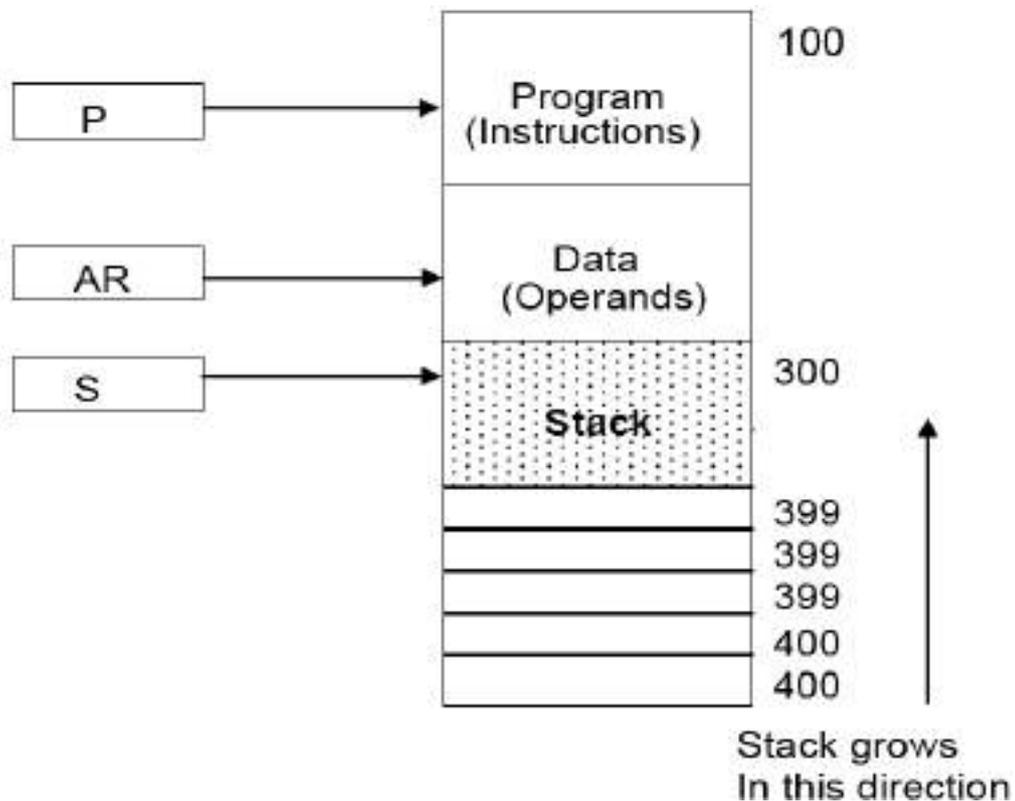 100
P
Program
(Instructions)
AR
Data
(Operands)
S
300
Stack
399
399
399
400
400
Stack grows
In this direction